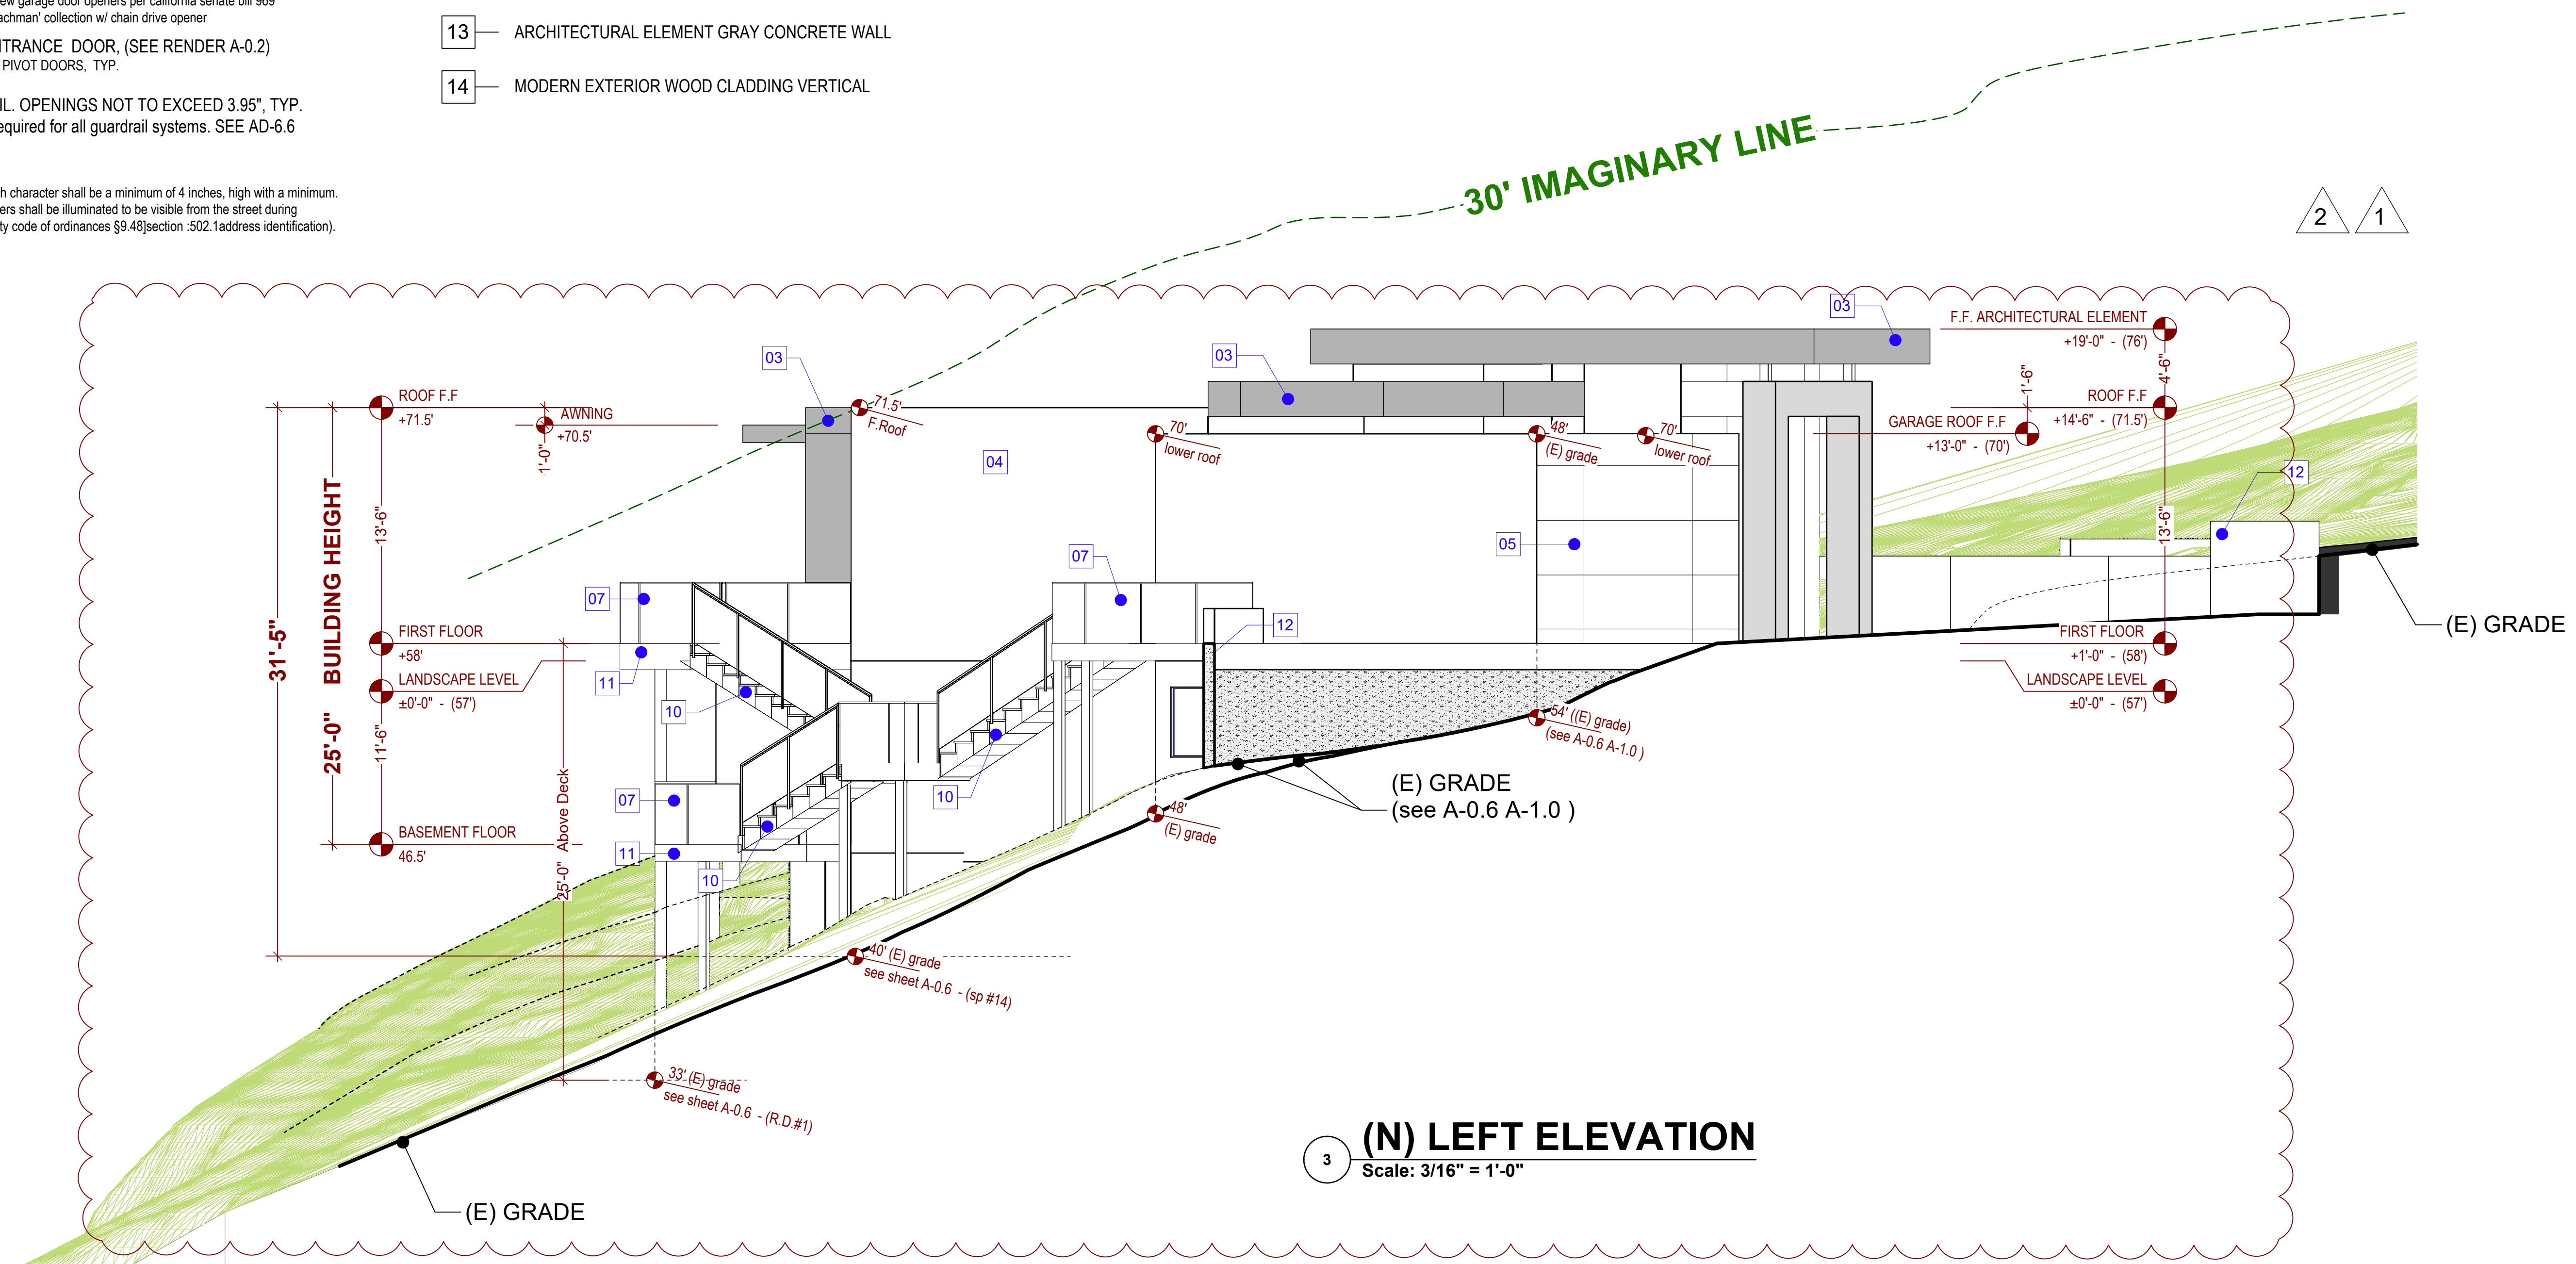 ew garage door openers per california senate bill 969
achman' collection w/ chain drive opener
NTRANCE DOOR, (SEE RENDER A-0.2)
PIVOT DOORS, TYP.
IL. OPENINGS NOT TO EXCEED 3.95", TYP.
equired for all guardrail systems. SEE AD-6.6
h character shall be a minimum of 4 inches, high with a minimum.
ers shall be illuminated to be visible from the street during
ty code of ordinances §9.48]section :502.1address identification).
13 ARCHITECTURAL ELEMENT GRAY CONCRETE WALL
14 MODERN EXTERIOR WOOD CLADDING VERTICAL
30' IMAGINARY LINE
2 1
03
03
03
F.F. ARCHITECTURAL ELEMENT
+19'-0" - (76')
4'-6"
1'-6"
ROOF F.F
+71.5'
AWNING
+70.5'
1'-0"
71.5'
F.Roof
70'
lower roof
48'
(E) grade
70'
lower roof
GARAGE ROOF F.F
+13'-0" - (70')
ROOF F.F
+14'-6" - (71.5')
04
12
13'-6"
25'-0" BUILDING HEIGHT
31'-5"
05
13'-6"
07
07
12
(E) GRADE
FIRST FLOOR
+58'
11
LANDSCAPE LEVEL
±0'-0" - (57')
10
FIRST FLOOR
+1'-0" - (58')
LANDSCAPE LEVEL
±0'-0" - (57')
11'-6"
54' ((E) grade)
(see A-0.6 A-1.0 )
07
10
(E) GRADE
(see A-0.6 A-1.0 )
25'-0" Above Deck
48'
(E) grade
BASEMENT FLOOR
46.5'
11
10
40' (E) grade
see sheet A-0.6 - (sp #14)
33' (E) grade
see sheet A-0.6 - (R.D.#1)
3
(N) LEFT ELEVATION
Scale: 3/16" = 1'-0"
(E) GRADE